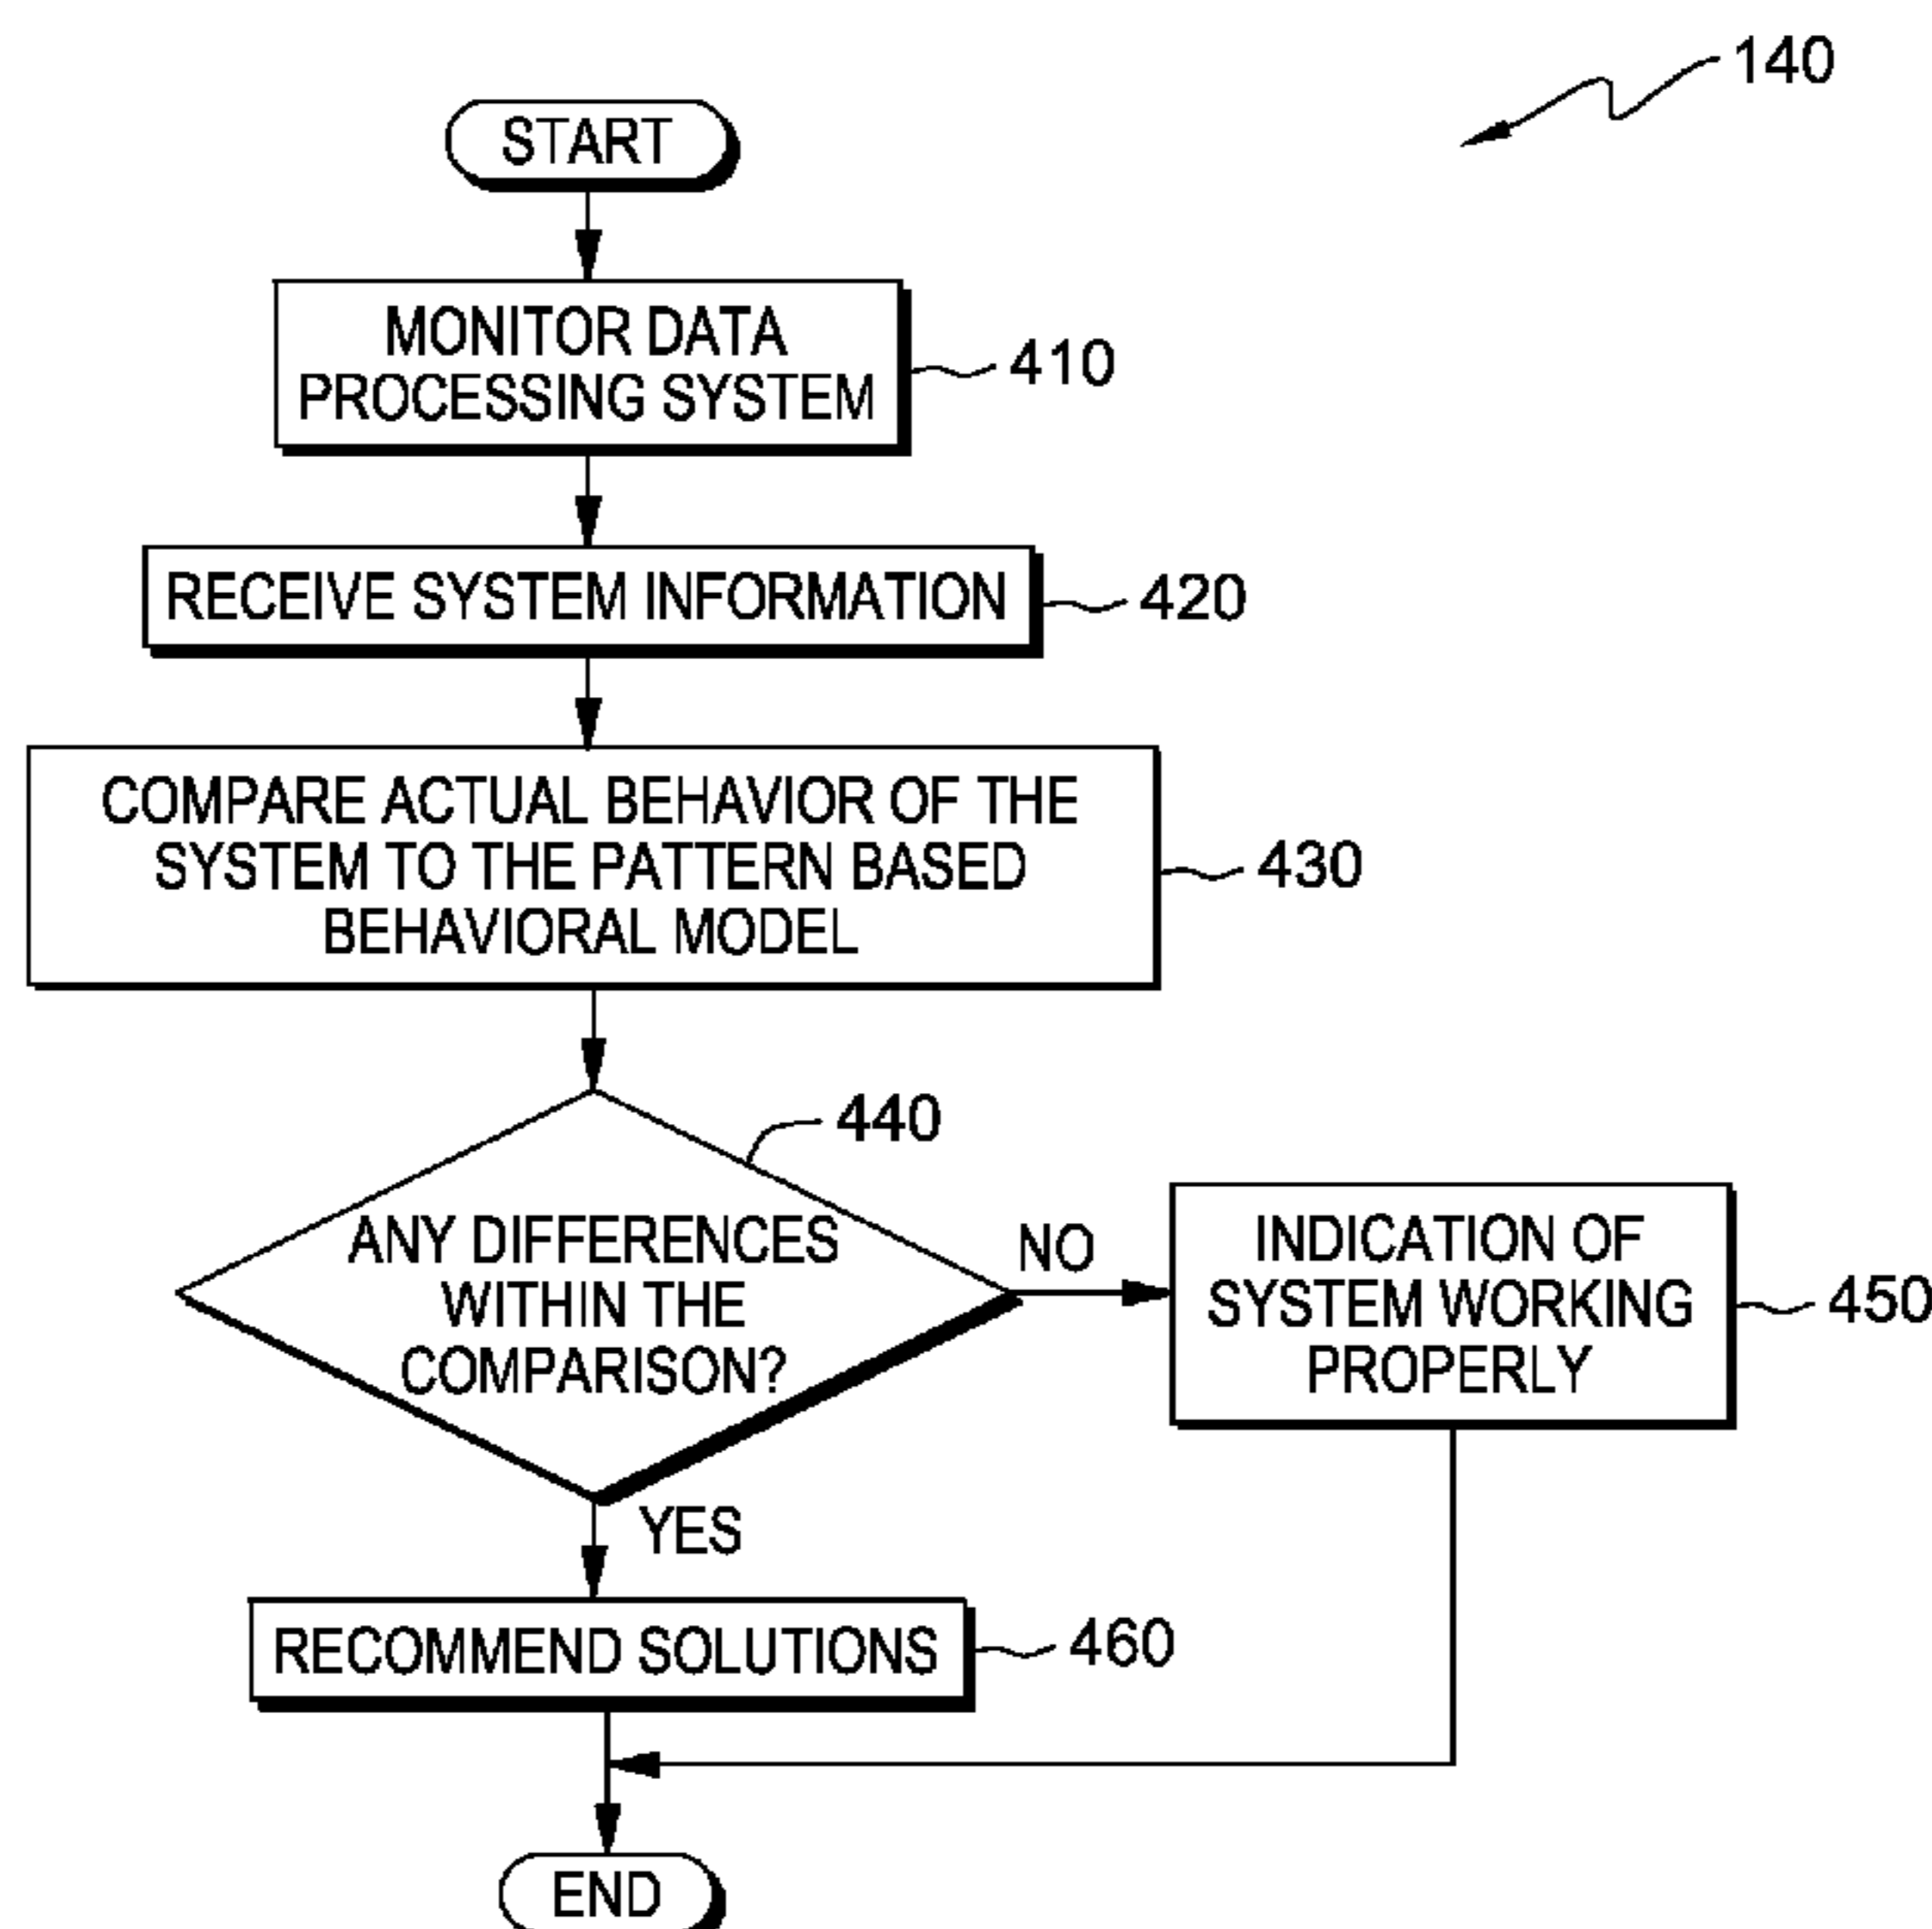 140
START
MONITOR DATA
PROCESSING SYSTEM
410
RECEIVE SYSTEM INFORMATION
420
COMPARE ACTUAL BEHAVIOR OF THE
SYSTEM TO THE PATTERN BASED
BEHAVIORAL MODEL
430
440
ANY DIFFERENCES
WITHIN THE
COMPARISON?
NO
INDICATION OF
SYSTEM WORKING
PROPERLY
450
YES
RECOMMEND SOLUTIONS
460
END